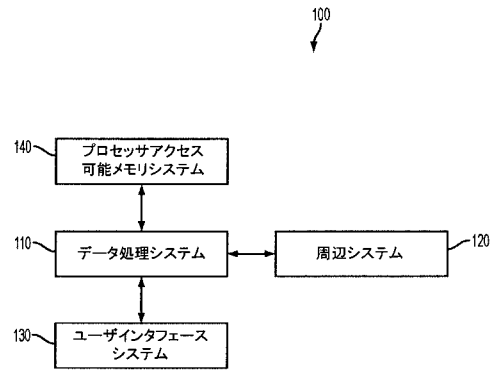 100
140
プロセッサアクセス
可能メモリシステム
110
データ処理システム
周辺システム
120
130
ユーザインタフェース
システム